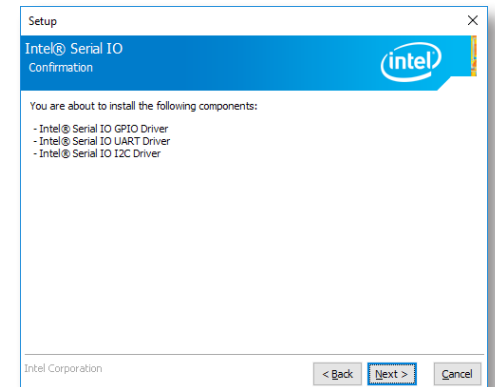 Setup
Intel® Serial IO
Confirmation
intel
You are about to install the following components:
- Intel® Serial IO GPIO Driver
- Intel® Serial IO UART Driver
- Intel® Serial IO I2C Driver
Intel Corporation
< Back Next > Cancel